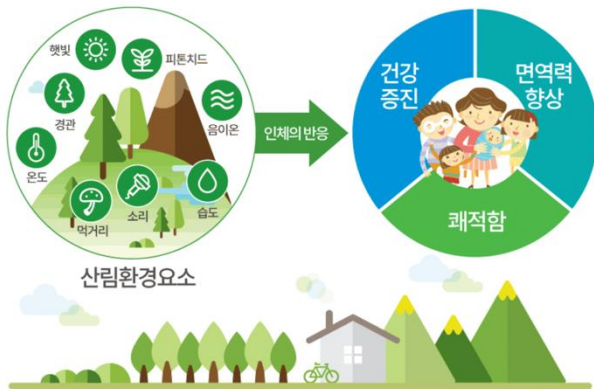 햇빛
피톤치드
경관
음이온
온도
먹거리
소리
습도
산림환경요소
인체의 반응
건강
증진
면역력
향상
쾌적함